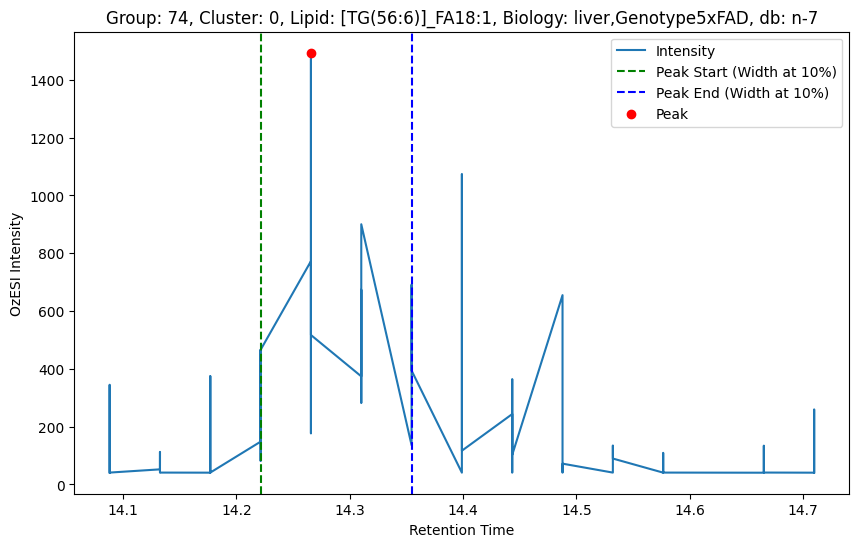 Group: 74, Cluster: 0, Lipid: [TG(56:6)]_FA18:1, Biology: liver,Genotype5xFAD, db: n-7
Intensity
Peak Start (Width at 10%)
Peak End (Width at 10%)
Peak
OzESI Intensity
1400
1200
1000
800
600
400
200
0
14.1 14.2 14.3 14.4 14.5 14.6 14.7
Retention Time